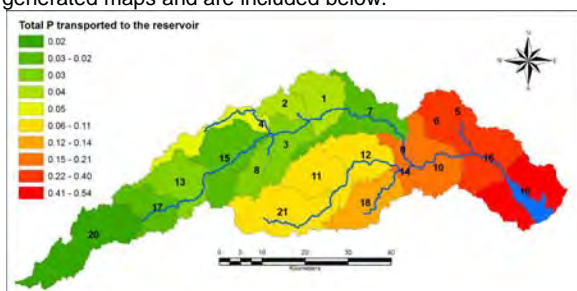 generated maps and are included below.
Total P transported to the reservoir
0.02
0.03 - 0.02
0.03
0.04
0.05
0.06 - 0.11
0.12 - 0.14
0.15 - 0.21
0.22 - 0.40
0.41 - 0.54
N
S
2
1
7
5
6
4
3
9
15
12
16
13
8
11
14
10
17
21
18
20
0 5 10 20 30 40
Kilometers